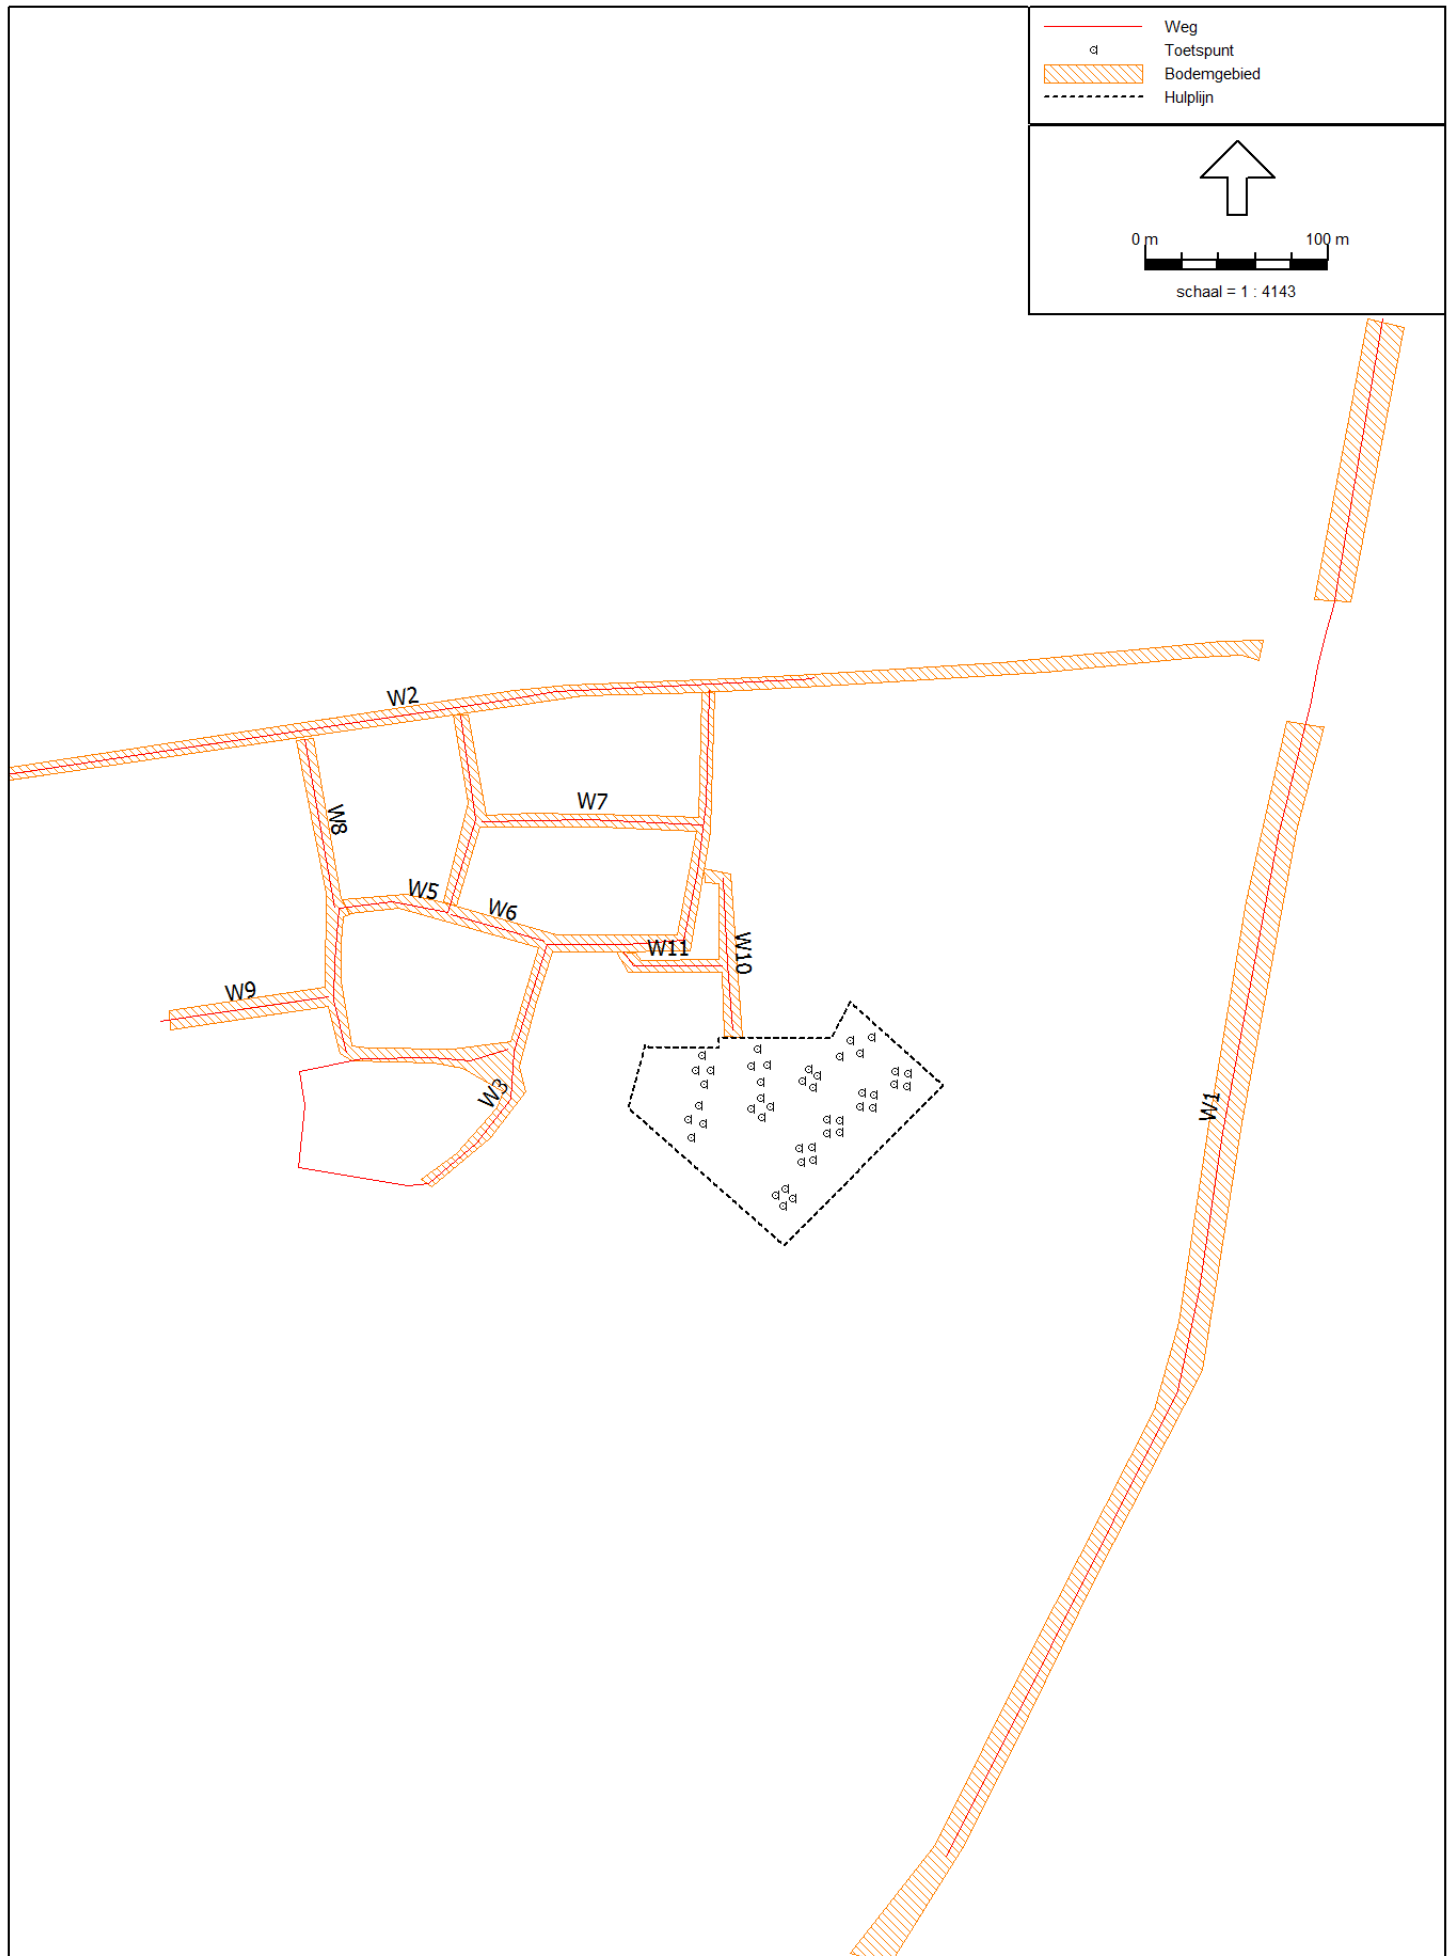 Weg
Toetspunt
Bodemgebied
Hulplijn
0 m 100 m
schaal = 1 : 4143
W2
W7
W8
W5
W6
W11
W10
W9
W3
W1